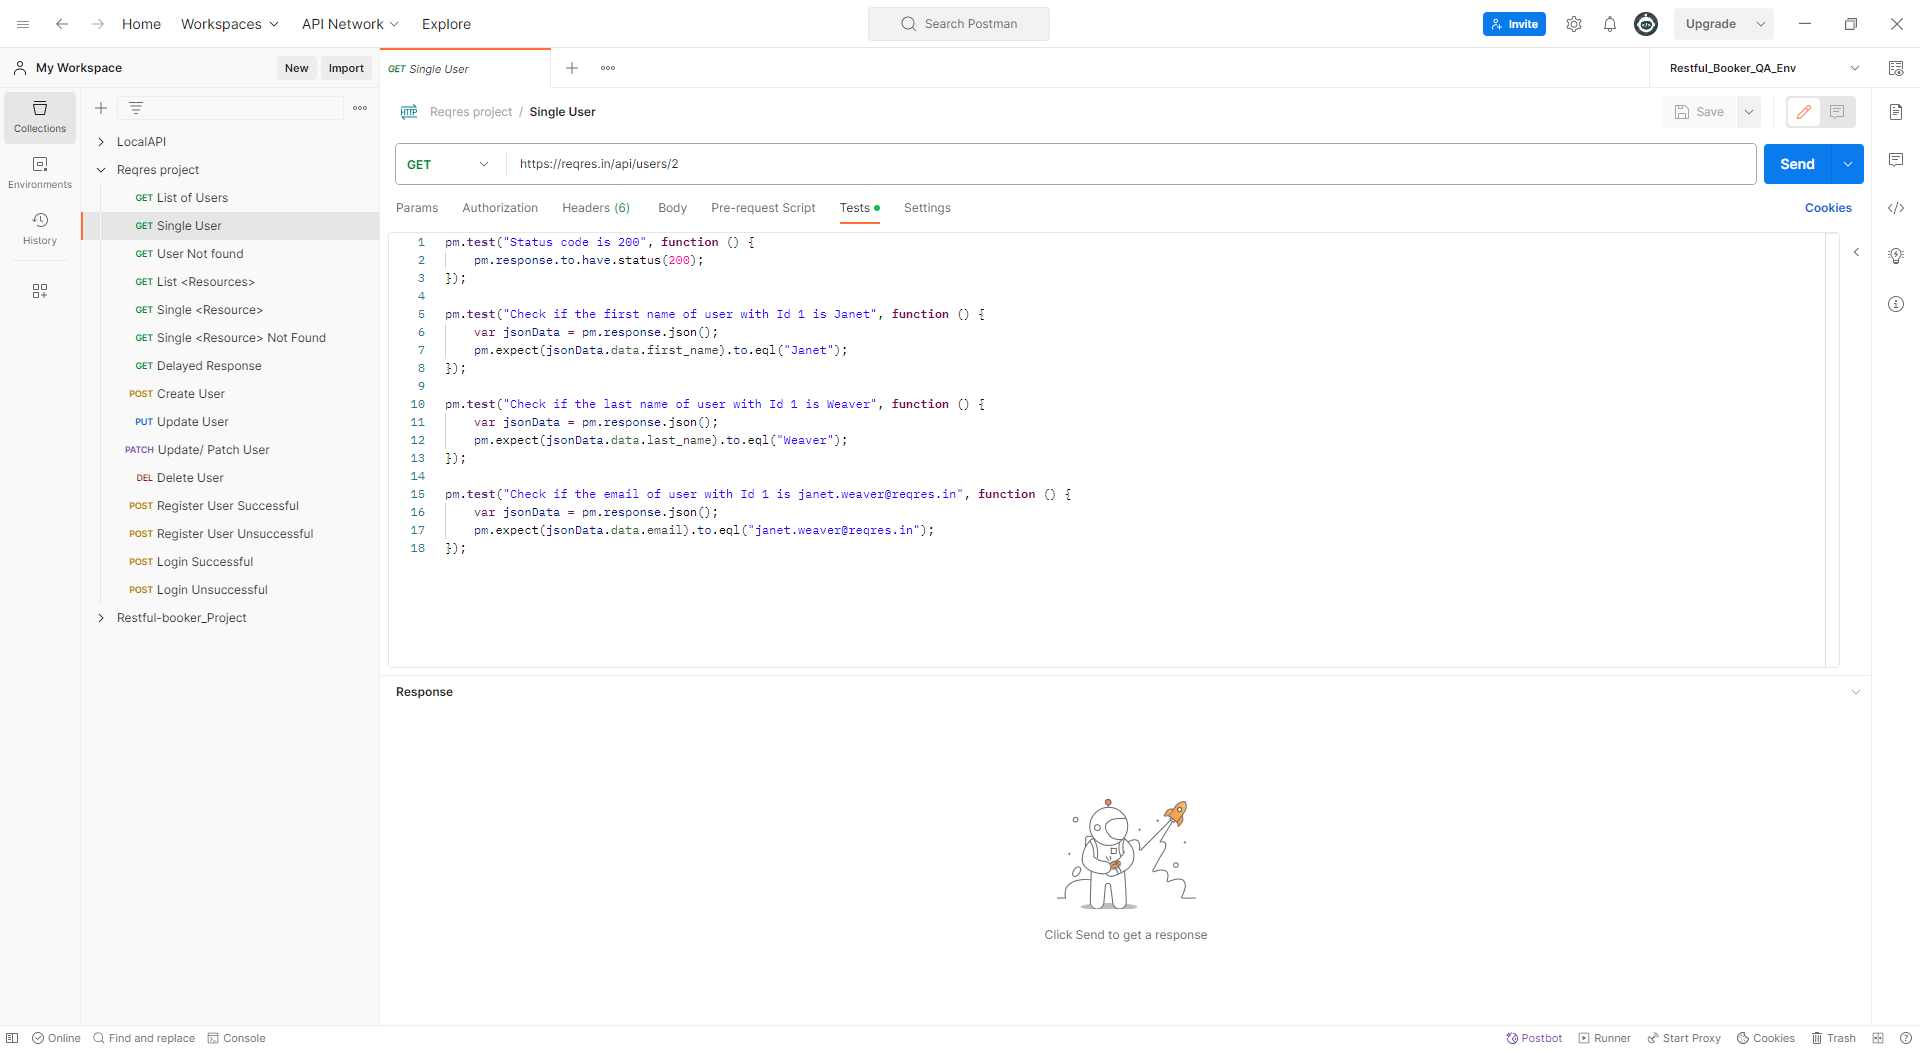 Home Workspaces API Network Explore Search Postman Invite Upgrade
My Workspace New Import GET Single User Restful_Booker_QA_Env
Collections
Environments
History
LocalAPI
Reqres project
GET List of Users
GET Single User
GET User Not found
GET List <Resources>
GET Single <Resource>
GET Single <Resource> Not Found
GET Delayed Response
POST Create User
PUT Update User
PATCH Update/ Patch User
DEL Delete User
POST Register User Successful
POST Register User Unsuccessful
POST Login Successful
POST Login Unsuccessful
Restful-booker_Project
HTTP Reqres project / Single User Save
GET https://reqres.in/api/users/2 Send
Params Authorization Headers (6) Body Pre-request Script Tests Settings Cookies
1 pm.test("Status code is 200", function () {
2 pm.response.to.have.status(200);
3 });
4
5 pm.test("Check if the first name of user with Id 1 is Janet", function () {
6 var jsonData = pm.response.json();
7 pm.expect(jsonData.data.first_name).to.eql("Janet");
8 });
9
10 pm.test("Check if the last name of user with Id 1 is Weaver", function () {
11 var jsonData = pm.response.json();
12 pm.expect(jsonData.data.last_name).to.eql("Weaver");
13 });
14
15 pm.test("Check if the email of user with Id 1 is janet.weaver@reqres.in", function () {
16 var jsonData = pm.response.json();
17 pm.expect(jsonData.data.email).to.eql("janet.weaver@reqres.in");
18 });
Response
Click Send to get a response
Online Find and replace Console Postbot Runner Start Proxy Cookies Trash